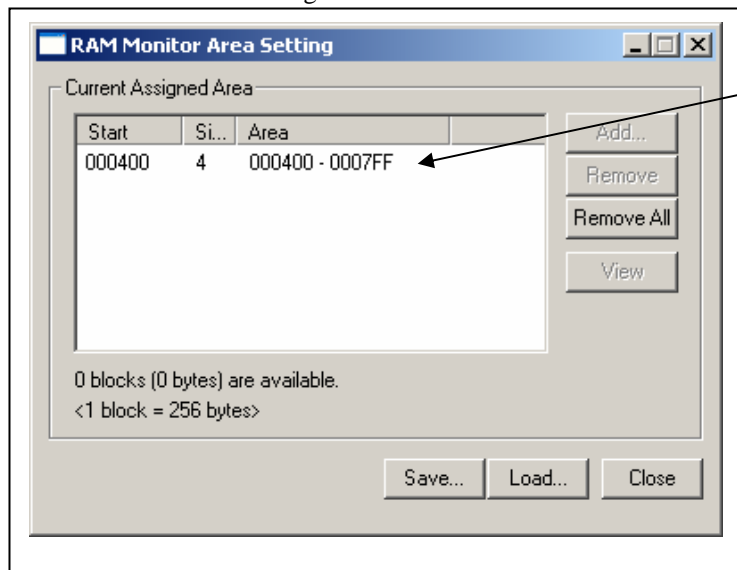 RAM Monitor Area Setting
Current Assigned Area
Start Si... Area
000400 4 000400 - 0007FF
Add...
Remove
Remove All
View
0 blocks (0 bytes) are available.
<1 block = 256 bytes>
Save... Load... Close